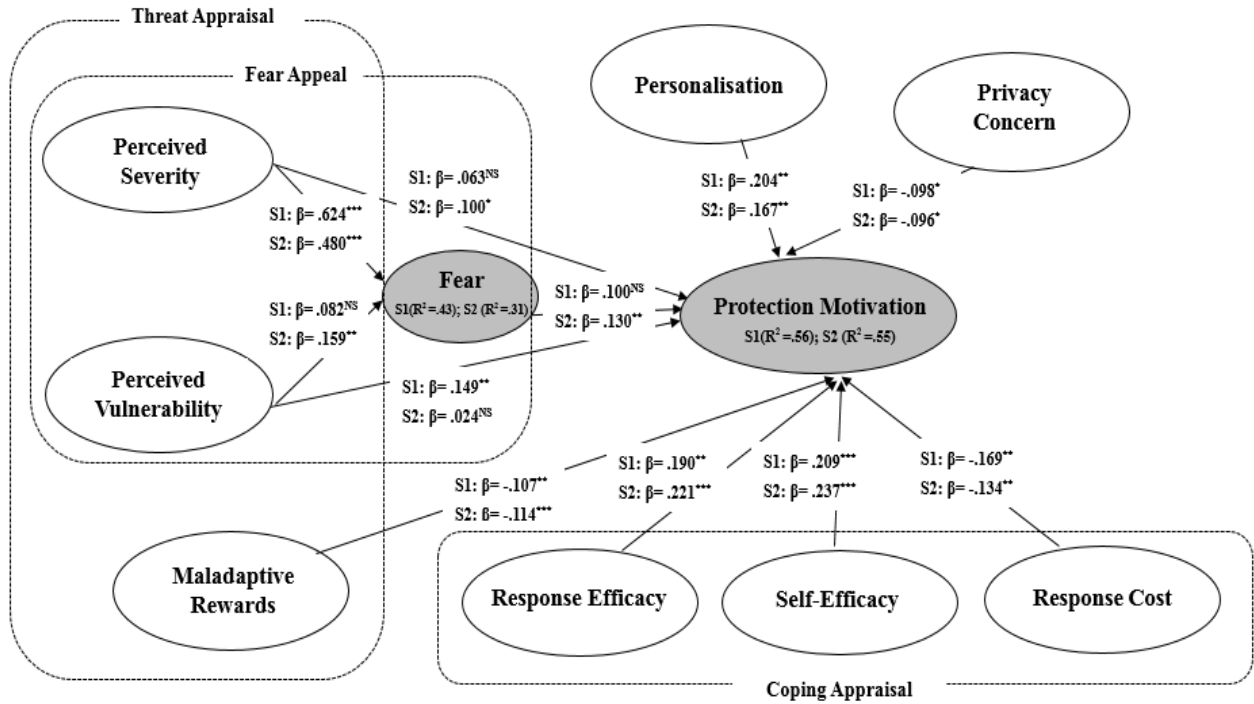 Threat Appraisal
Fear Appeal
Personalisation
Privacy
Concern
Perceived
Severity
S1: β= .063NS
S2: β= .100*
S1: β= .204**
S2: β= .167**
S1: β= -.098*
S2: β= -.096*
S1: β= .624***
S2: β= .480***
Fear
S1(R²=.43); S2 (R²=.31)
S1: β= .100NS
S2: β= .130**
Protection Motivation
S1(R²=.56); S2 (R²=.55)
S1: β= .082NS
S2: β= .159**
Perceived
Vulnerability
S1: β= .149**
S2: β= .024NS
S1: β= -.107**
S2: β= -.114***
S1: β= .190**
S2: β= .221***
S1: β= .209***
S2: β= .237***
S1: β= -.169**
S2: β= -.134**
Maladaptive
Rewards
Response Efficacy
Self-Efficacy
Response Cost
Coping Appraisal